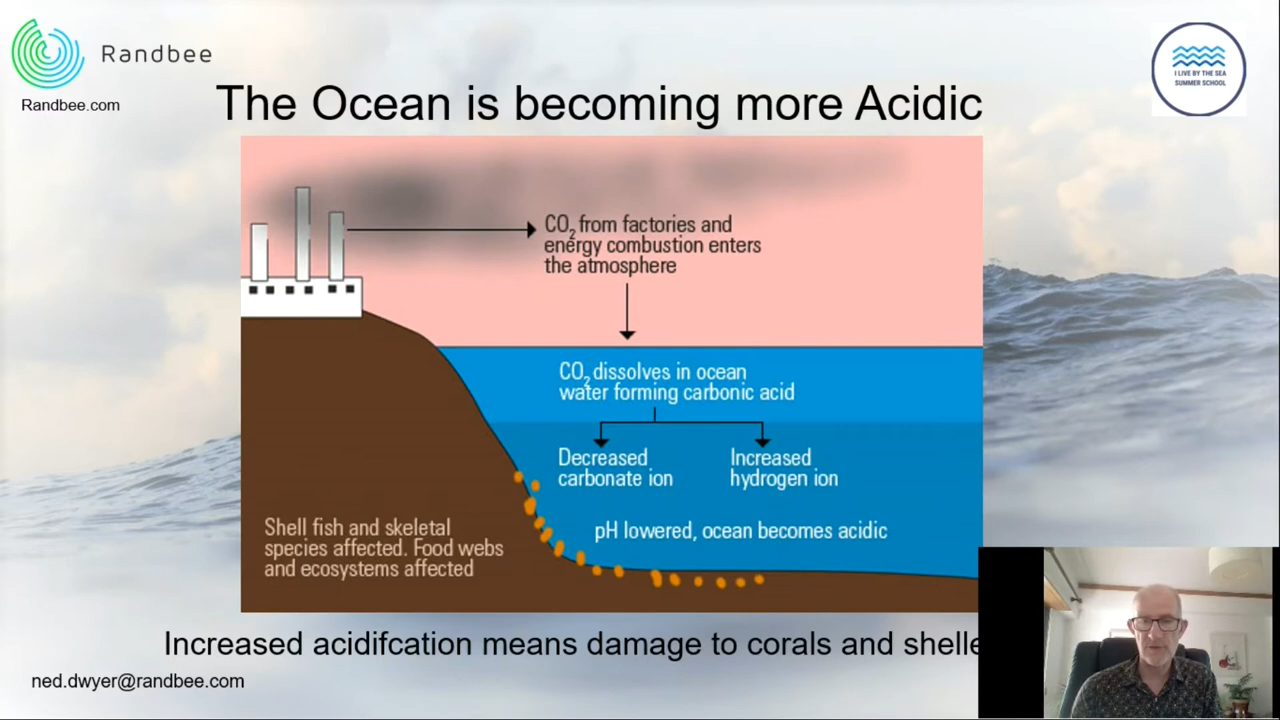 Randbee
Randbee.com
I LIVE BY THE SEA
SUMMER SCHOOL
The Ocean is becoming more Acidic
CO2 from factories and
energy combustion enters
the atmosphere
CO2 dissolves in ocean
water forming carbonic acid
Decreased
carbonate ion
Increased
hydrogen ion
pH lowered, ocean becomes acidic
Shell fish and skeletal
species affected. Food webs
and ecosystems affected
Increased acidifcation means damage to corals and shelle
ned.dwyer@randbee.com